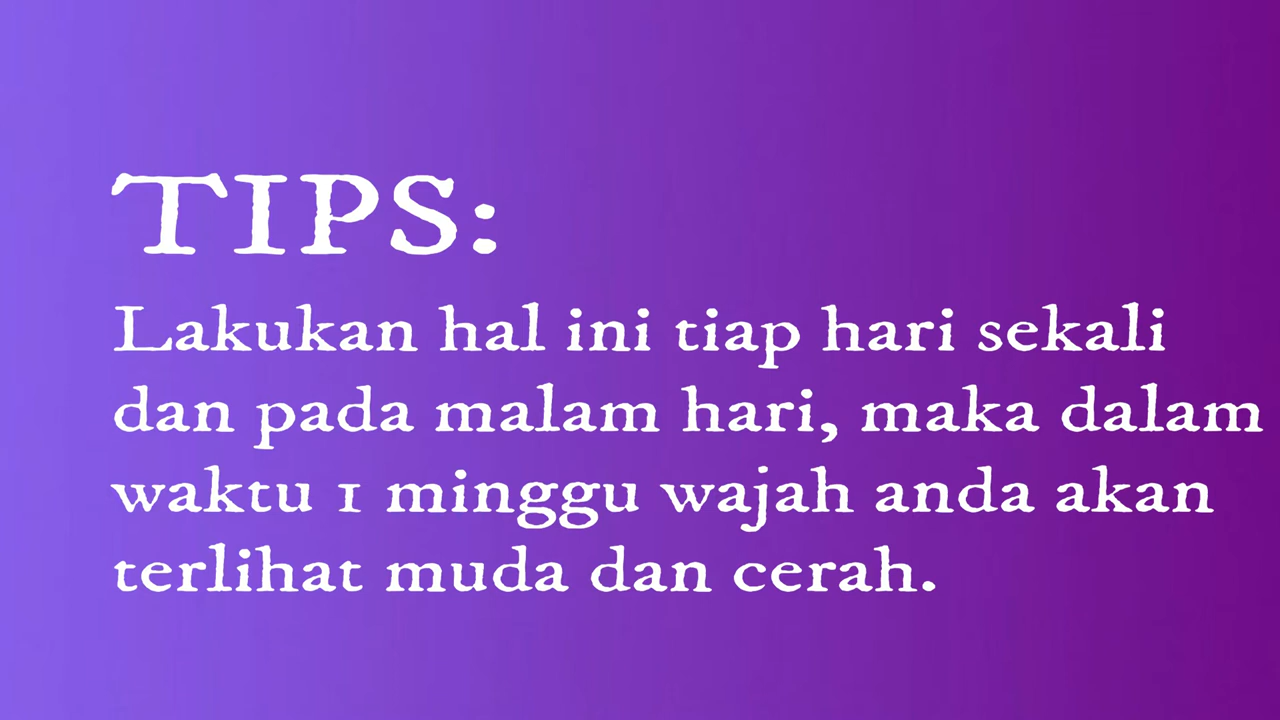 TIPS:
Lakukan hal ini tiap hari sekali
dan pada malam hari, maka dalam
waktu 1 minggu wajah anda akan
terlihat muda dan cerah.